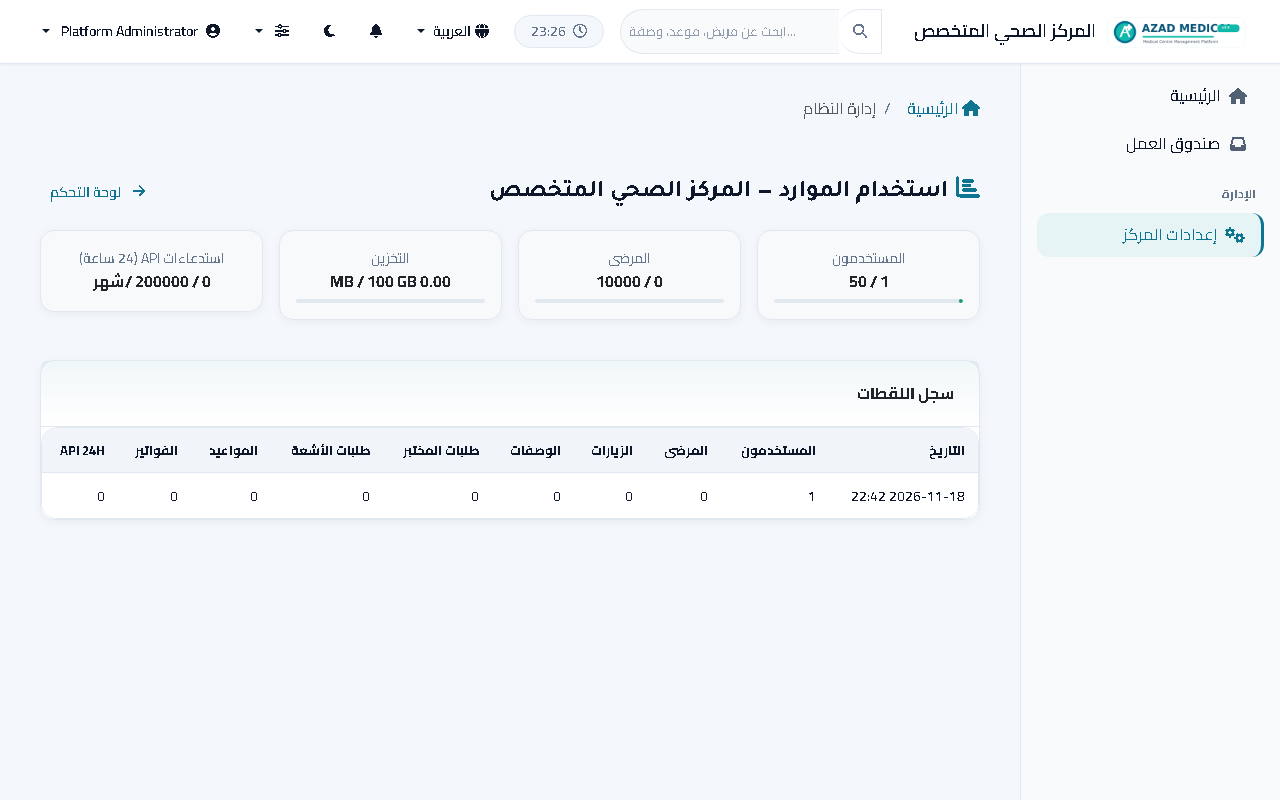 AZAD MEDIC
Medical Centre Management Platform
المركز الصحي المتخصص
ابحث عن مريض، موعد، وصفة...
23:26
العربية
Platform Administrator
الرئيسية
صندوق العمل
الإدارة
إعدادات المركز
الرئيسية / إدارة النظام
استخدام الموارد – المركز الصحي المتخصص
لوحة التحكم
المستخدمون
1 / 50
المرضى
0 / 10000
التخزين
0.00 MB / 100 GB
استدعاءات API (24 ساعة)
0 / 200000 /شهر
سجل اللقطات
التاريخ المستخدمون المرضى الزيارات الوصفات طلبات المختبر طلبات الأشعة المواعيد الفواتير API 24H
2026-11-18 22:42 1 0 0 0 0 0 0 0 0